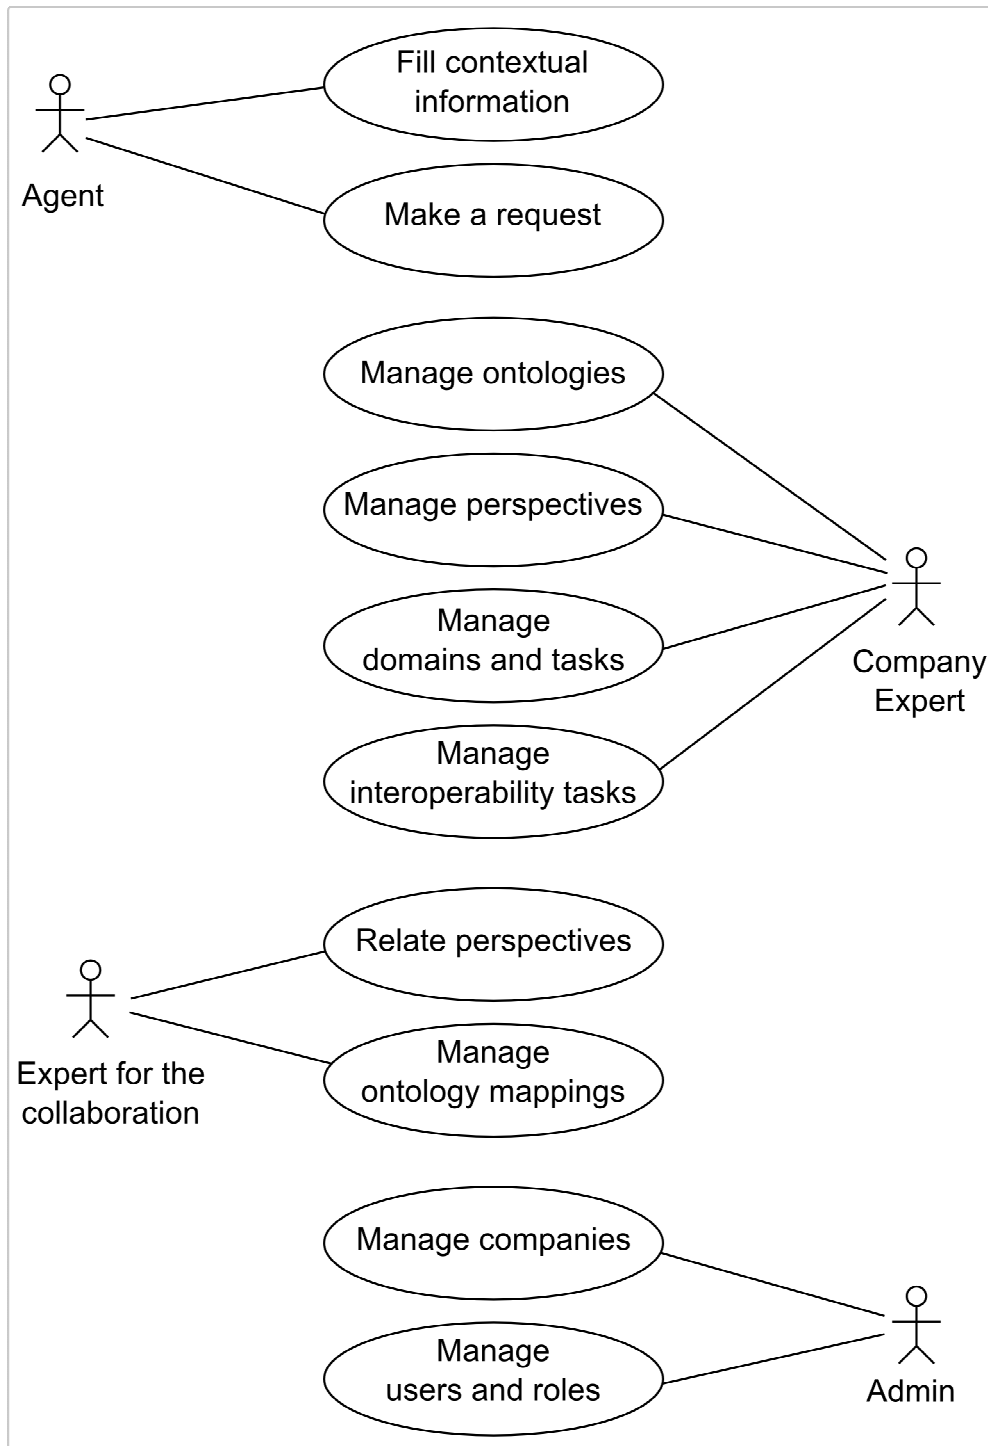 Fill contextual
information
Agent
Make a request
Manage ontologies
Manage perspectives
Manage
domains and tasks
Company
Expert
Manage
interoperability tasks
Relate perspectives
Expert for the
collaboration
Manage
ontology mappings
Manage companies
Manage
users and roles
Admin